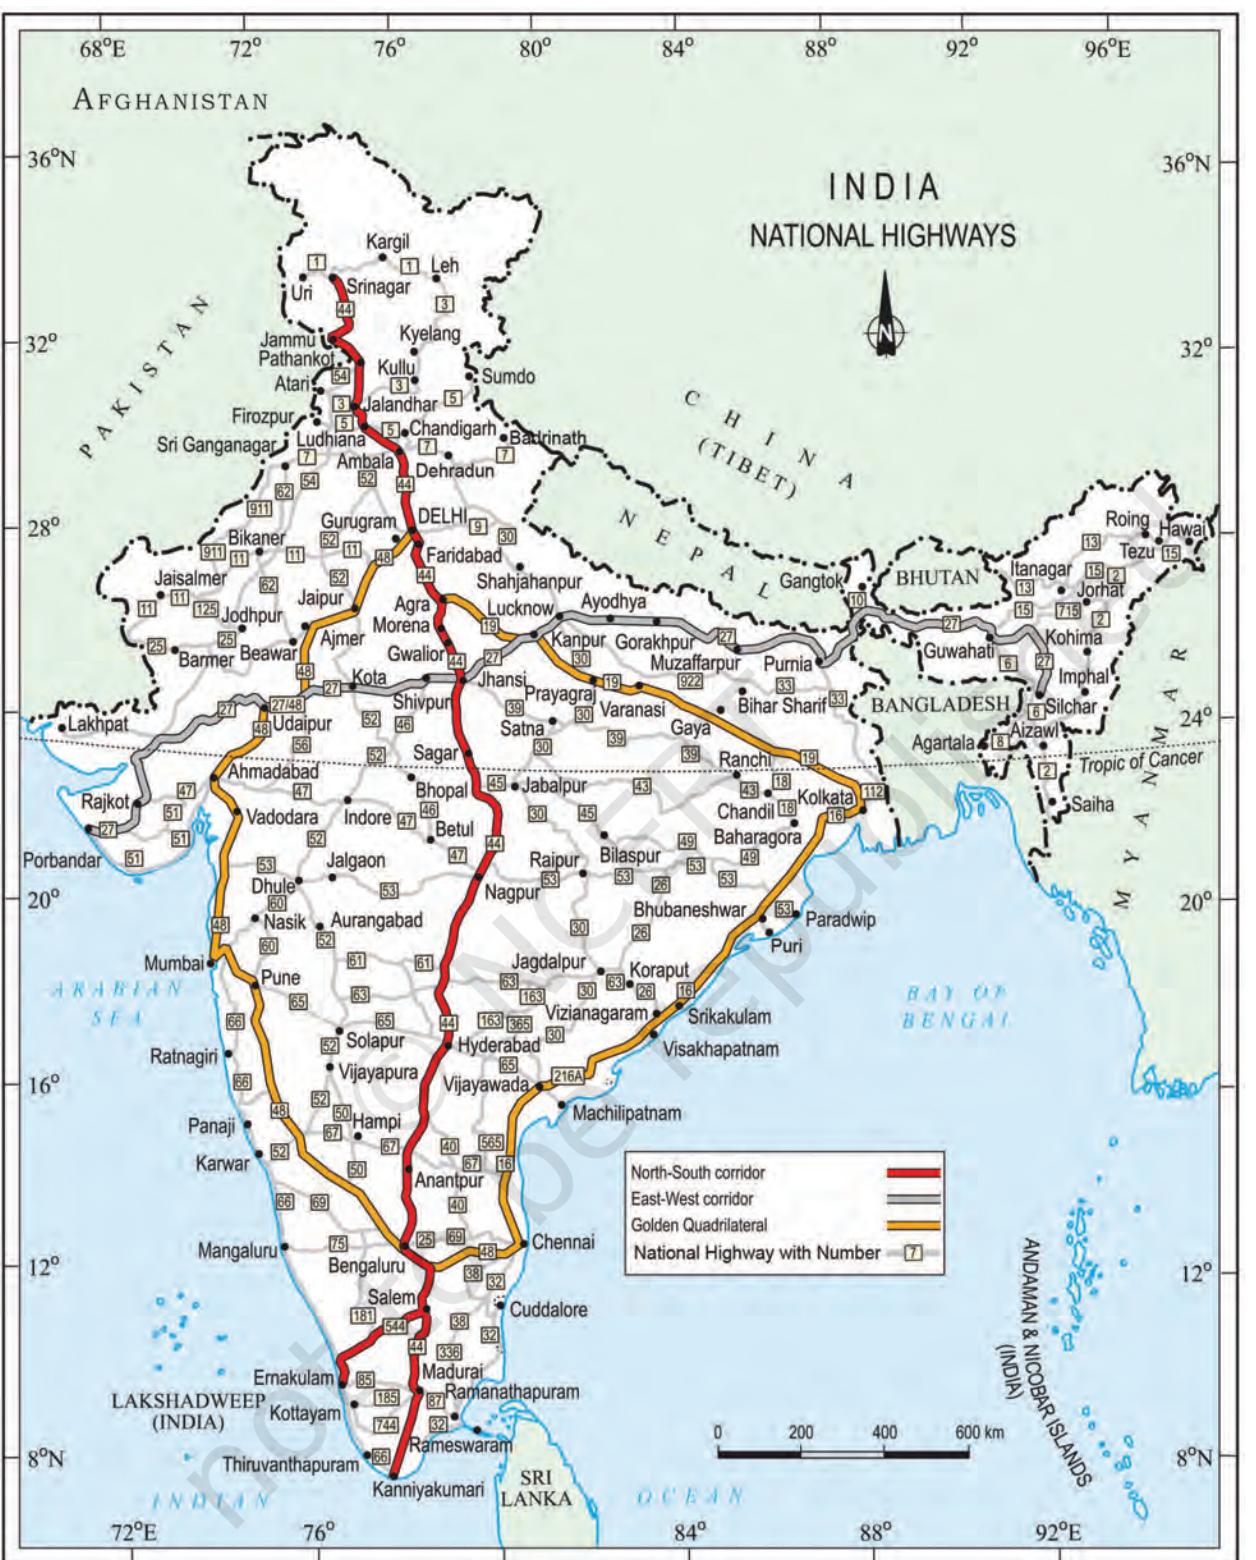 68°E 72° 76° 80° 84° 88° 92° 96°E
AFGHANISTAN
36°N
36°N
INDIA
NATIONAL HIGHWAYS
N
Kargil
1
1
Leh
Uri
Srinagar
3
44
PAKISTAN
32°
32°
Jammu
Kyelang
Pathankot
Kullu
54
Atari
3
Sumdo
CHINA
(TIBET)
3
Jalandhar
5
Firozpur
5
5
Chandigarh
Badrinath
Sri Ganganagar
Ludhiana
7
7
7
Ambala
Dehradun
54
52
44
62
911
28°
28°
DELHI
9
Gurugram
30
NEPAL
Roing
Hawai
Bikaner
52
48
Faridabad
13
Tezu
15
911
11
11
11
Jaisalmer
62
52
44
Shahjahanpur
Gangtok
BHUTAN
Itanagar
15
2
11
11
125
Jaipur
Agra
Lucknow
Ayodhya
10
13
Jorhat
Jodhpur
15
715
2
Morena
19
27
25
25
Ajmer
Kanpur
Gorakhpur
27
Guwahati
Kohima
Barmer
Beawar
Gwalior
44
27
30
Muzaffarpur
Purnia
6
27
48
Kota
Jhansi
Prayagraj
19
922
33
Imphal
27
Shivpuri
Varanasi
Bihar Sharif
33
BANGLADESH
Silchar
Lakhpat
27
27/48
39
30
6
24°
Udaipur
52
46
Satna
Gaya
Aizawl
48
56
52
Sagar
30
39
39
Agartala
8
Ranchi
19
Tropic of Cancer
Ahmadabad
2
Bhopal
45
Jabalpur
43
43
18
Kolkata
112
Rajkot
47
47
Indore
46
30
45
Chandil
18
16
Saiha
51
Vadodara
47
Betul
Baharagora
27
51
52
44
49
MYANMAR
Porbandar
51
Jalgaon
47
Raipur
Bilaspur
49
53
53
53
53
53
26
53
Dhule
Nagpur
20°
20°
60
Nasik
Aurangabad
Bhubaneshwar
53
Paradwip
48
60
52
30
26
Puri
Mumbai
61
61
Jagdalpur
Koraput
ARABIAN
SEA
Pune
63
63
30
26
16
BAY OF
BENGAL
65
63
163
Vizianagaram
Srikakulam
66
65
44
163
365
30
Ratnagiri
52
Solapur
Hyderabad
Visakhapatnam
65
16°
66
Vijayapura
Vijayawada
216A
52
Machilipatnam
48
50
Panaji
67
Hampi
Karwar
52
67
40
565
50
67
16
Anantpur
66
69
40
Mangaluru
75
25
69
48
Chennai
12°
12°
Bengaluru
38
32
Salem
Cuddalore
181
544
38
32
44
336
Ernakulam
85
Madurai
185
87
Ramanathapuram
Kottayam
744
32
LAKSHADWEEP
(INDIA)
Rameswaram
8°N
8°N
Thiruvanthapuram
66
Kanniyakumari
SRI
LANKA
INDIAN OCEAN
North-South corridor
East-West corridor
Golden Quadrilateral
National Highway with Number 7
ANDAMAN & NICOBAR ISLANDS
(INDIA)
0 200 400 600 km
72°E 76° 84° 88° 92°E
© NCERT
not to be republished